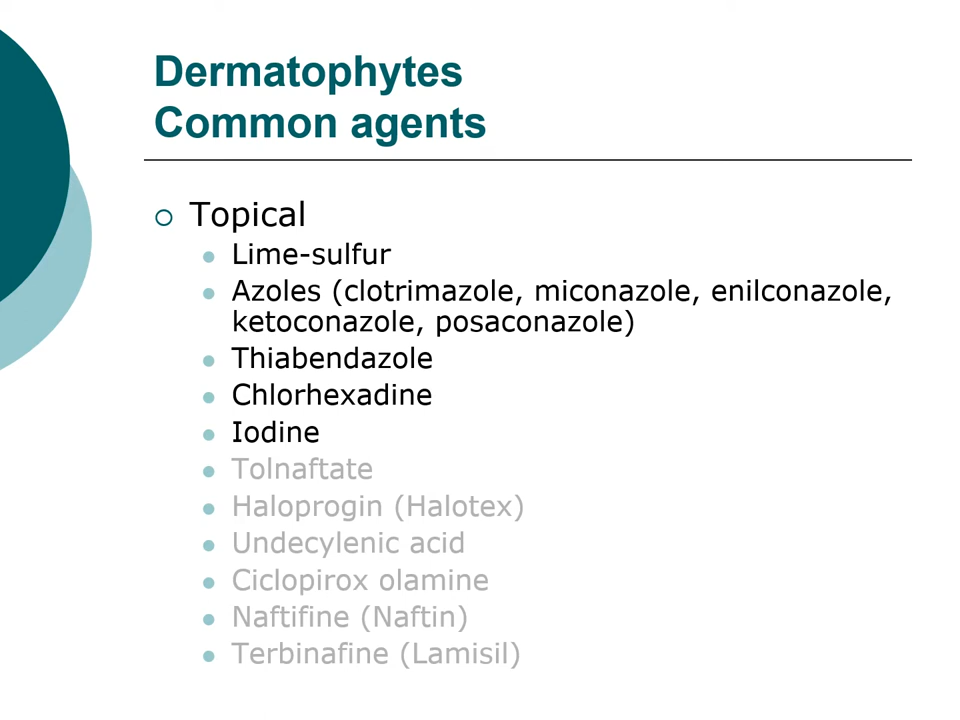 Dermatophytes
Common agents
Topical
Lime-sulfur
Azoles (clotrimazole, miconazole, enilconazole,
ketoconazole, posaconazole)
Thiabendazole
Chlorhexadine
Iodine
Tolnaftate
Haloprogin (Halotex)
Undecylenic acid
Ciclopirox olamine
Naftifine (Naftin)
Terbinafine (Lamisil)